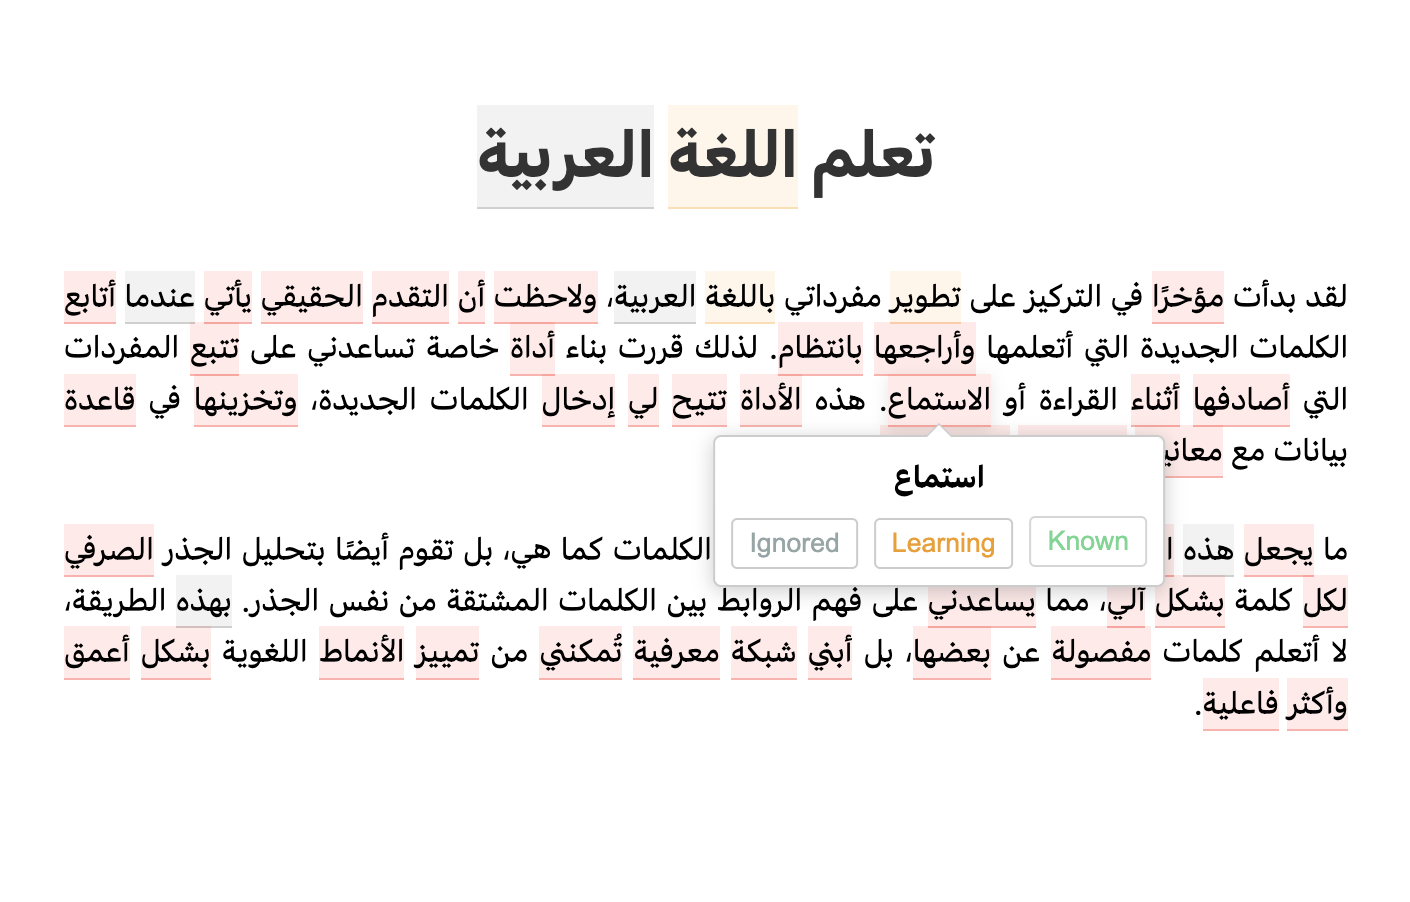 تعلم اللغة العربية
لقد بدأت مؤخرًا في التركيز على تطوير مفرداتي باللغة العربية، ولاحظت أن التقدم الحقيقي يأتي عندما أتابع
الكلمات الجديدة التي أتعلمها وأراجعها بانتظام. لذلك قررت بناء أداة خاصة تساعدني على تتبع المفردات
التي أصادفها أثناء القراءة أو الاستماع. هذه الأداة تتيح لي إدخال الكلمات الجديدة، وتخزينها في قاعدة
بيانات مع
استماع
Known Learning Ignored
ما يجعل هذه الكلمات كما هي، بل تقوم أيضًا بتحليل الجذر الصرفي
لكل كلمة بشكل آلي، مما يساعدني على فهم الروابط بين الكلمات المشتقة من نفس الجذر. بهذه الطريقة،
لا أتعلم كلمات مفصولة عن بعضها، بل أبني شبكة معرفية تُمكنني من تمييز الأنماط اللغوية بشكل أعمق
وأكثر فاعلية.